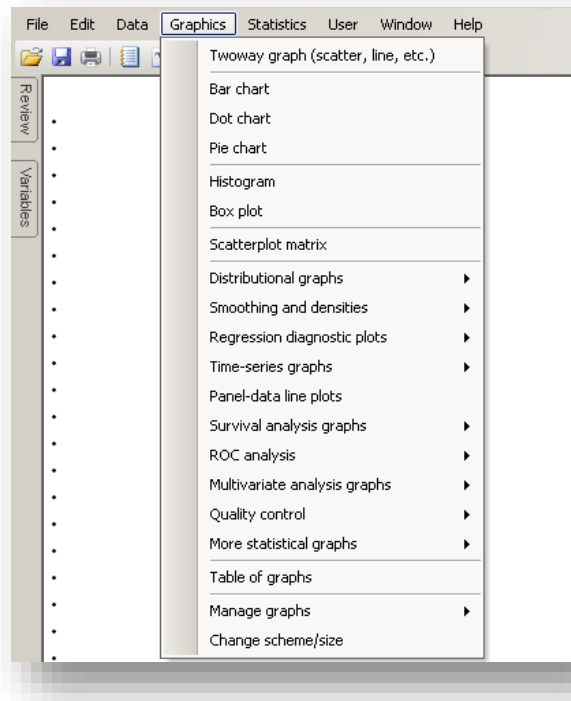 File Edit Data Graphics Statistics User Window Help
Twoway graph (scatter, line, etc.)
Review
Bar chart
Dot chart
Pie chart
Variables
Histogram
Box plot
Scatterplot matrix
Distributional graphs
Smoothing and densities
Regression diagnostic plots
Time-series graphs
Panel-data line plots
Survival analysis graphs
ROC analysis
Multivariate analysis graphs
Quality control
More statistical graphs
Table of graphs
Manage graphs
Change scheme/size